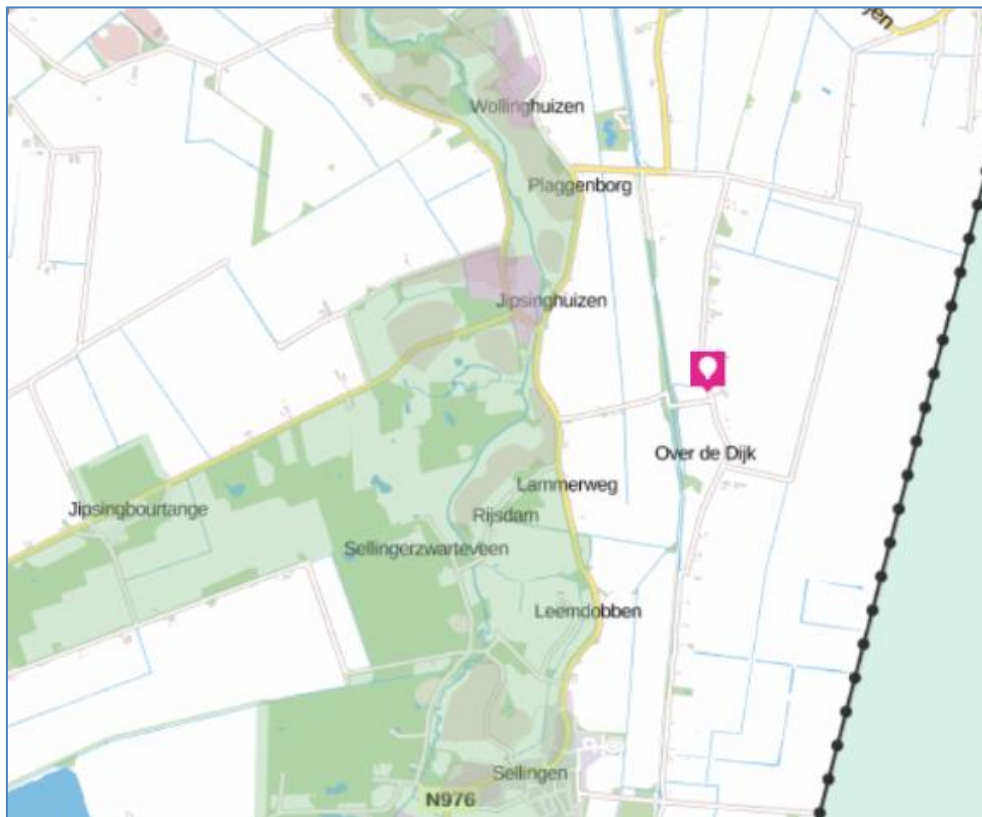 Wollinghuizen
Plaggenborg
Jipsinghuizen
Over de Dijk
Lammerweg
Jipsingbourtange
Rijsdam
Sellingerzwarteveen
Leemdobben
Sellingen
N976